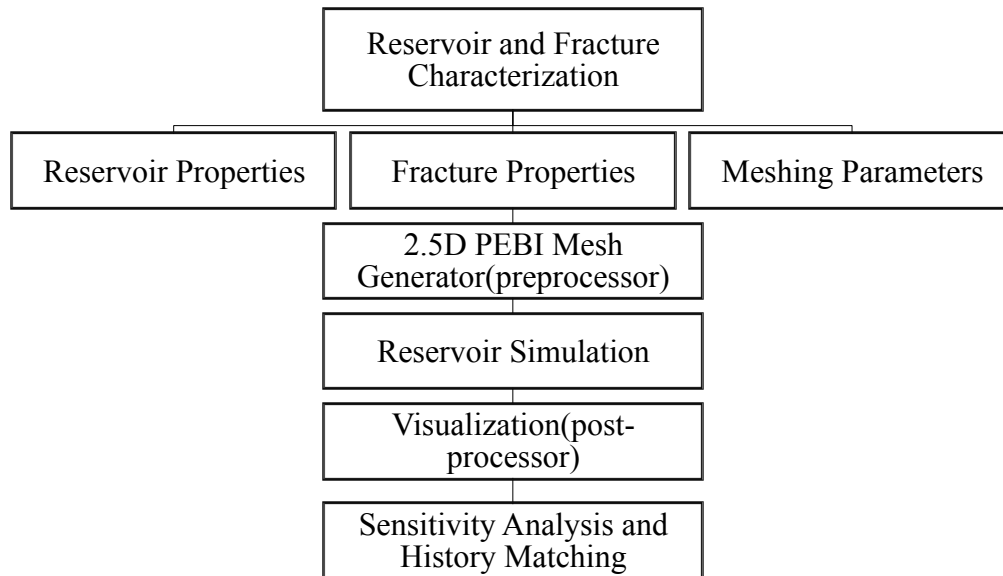 Reservoir and Fracture
Characterization
Reservoir Properties
Fracture Properties
Meshing Parameters
2.5D PEBI Mesh
Generator(preprocessor)
Reservoir Simulation
Visualization(post-
processor)
Sensitivity Analysis and
History Matching